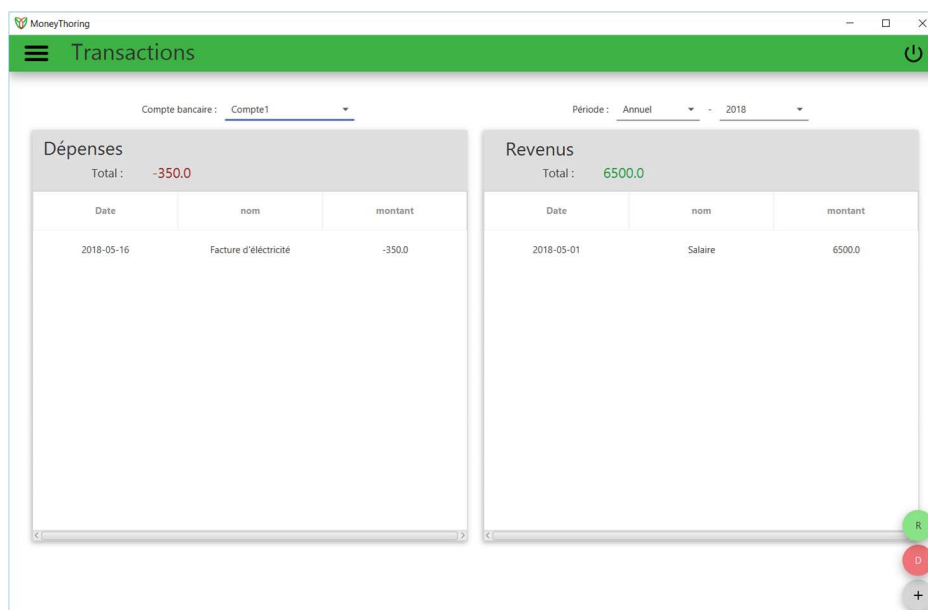 MoneyThoring
Transactions
Compte bancaire : Compte1
Période : Annuel - 2018
Dépenses
Total : -350.0
Date nom montant
2018-05-16 Facture d'éléctricité -350.0
Revenus
Total : 6500.0
Date nom montant
2018-05-01 Salaire 6500.0
R
D
+